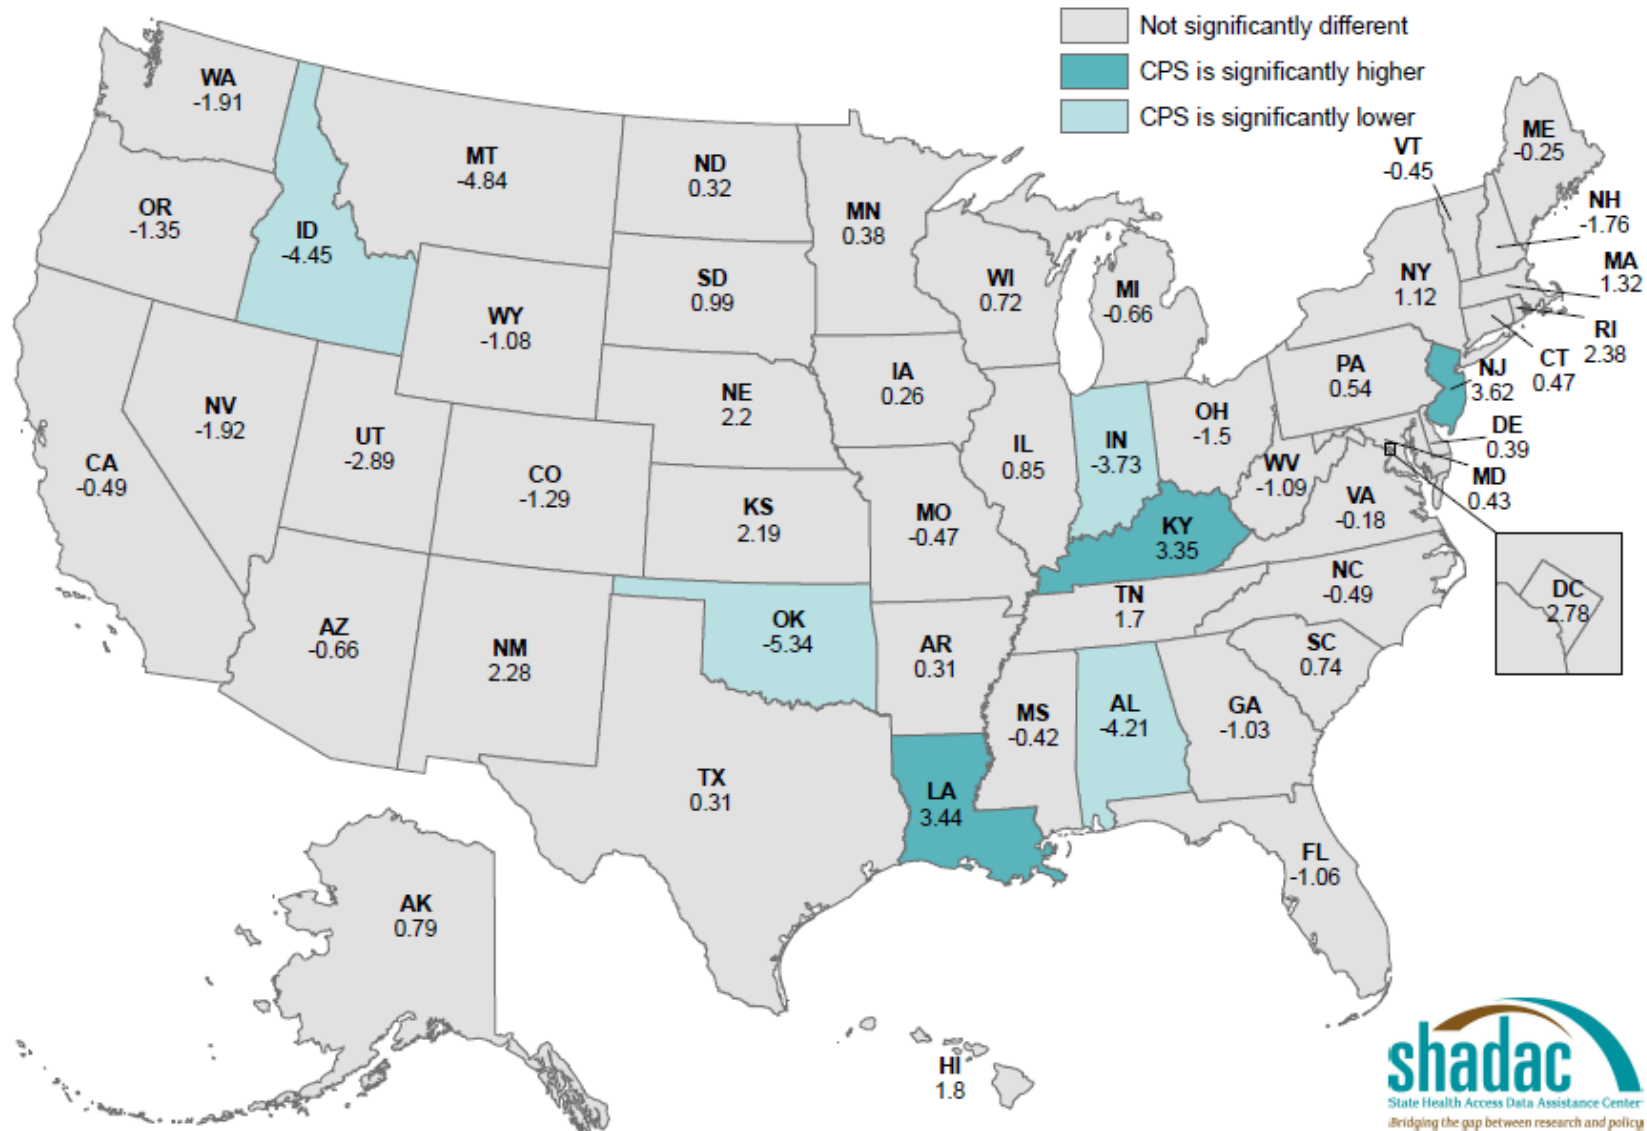 Not significantly different
CPS is significantly higher
CPS is significantly lower
WA
-1.91
MT
-4.84
ND
0.32
MN
0.38
VT
-0.45
ME
-0.25
OR
-1.35
ID
-4.45
NH
-1.76
SD
0.99
WI
0.72
MI
-0.66
NY
1.12
MA
1.32
WY
-1.08
RI
2.38
CT
0.47
IA
0.26
PA
0.54
NJ
3.62
NV
-1.92
UT
-2.89
NE
2.2
OH
-1.5
DE
0.39
CA
-0.49
CO
-1.29
IL
0.85
IN
-3.73
WV
-1.09
MD
0.43
KS
2.19
MO
-0.47
KY
3.35
VA
-0.18
AZ
-0.66
NM
2.28
OK
-5.34
AR
0.31
TN
1.7
NC
-0.49
DC
2.78
SC
0.74
MS
-0.42
AL
-4.21
GA
-1.03
TX
0.31
LA
3.44
FL
-1.06
AK
0.79
HI
1.8
shadac
State Health Access Data Assistance Center
Bridging the gap between research and policy